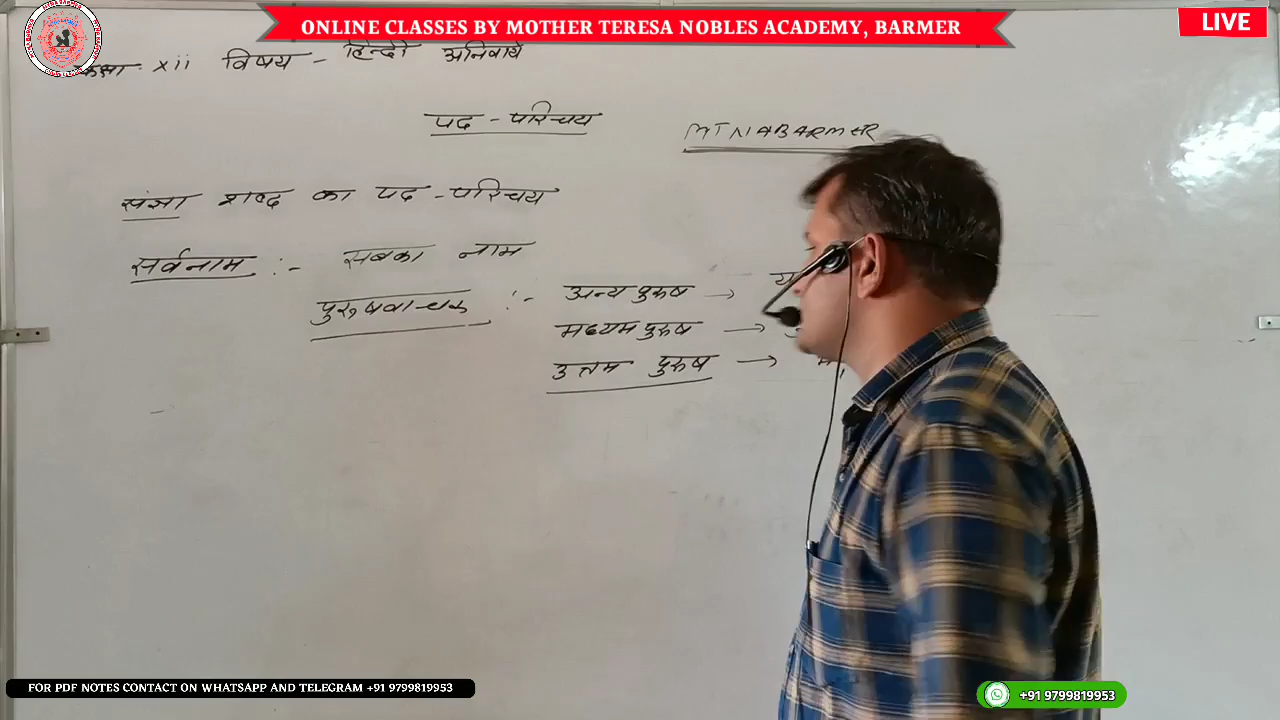 ONLINE CLASSES BY MOTHER TERESA NOBLES ACADEMY, BARMER
LIVE
कक्षा: xii विषय - हिन्दी अनिवार्य
पद - परिचय
MTNABARMER
संज्ञा शब्द का पद - परिचय
सर्वनाम :- सबका नाम
पुरुषवाचक :- अन्य पुरुष →
मध्यम पुरुष →
उत्तम पुरुष →
FOR PDF NOTES CONTACT ON WHATSAPP AND TELEGRAM +91 9799819953
+91 9799819953